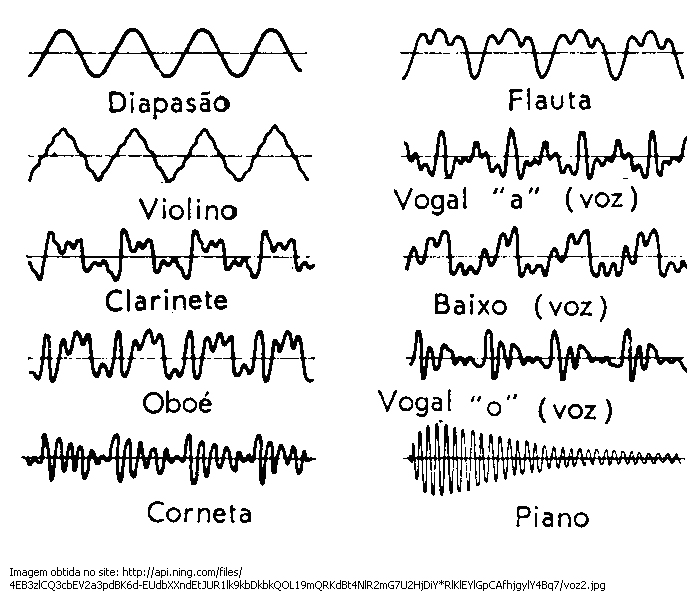 Diapasão
Flauta
Violino
Vogal "a" (voz)
Clarinete
Baixo (voz)
Oboé
Vogal "o" (voz)
Corneta
Piano
Imagem obtida no site: http://api.ning.com/files/
4EB3zlCQ3cbEV2a3pdBK6d-EUdbXXndEtJUR1lk9kbDkbkQOL19mQRKdBt4NlR2mG7U2HjDiY*RlKlEYlGpCAfhjgylY4Bq7/voz2.jpg